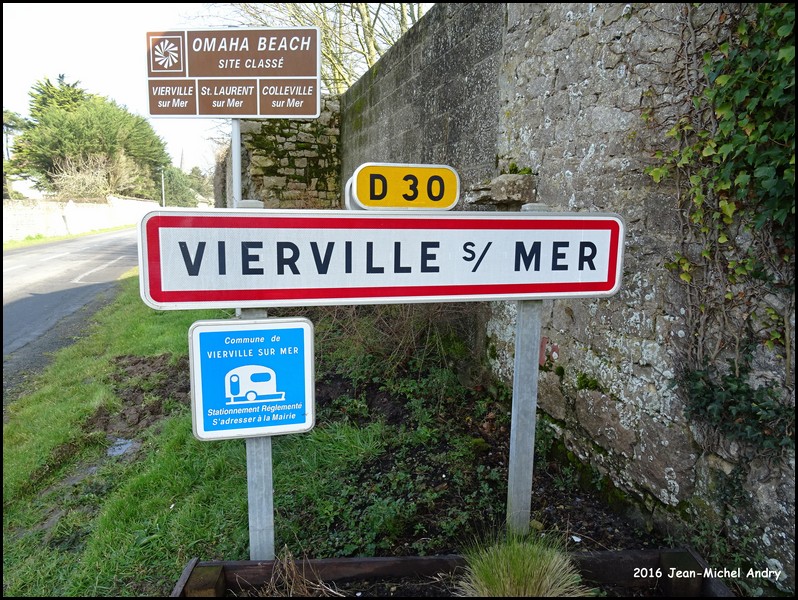 OMAHA BEACH
SITE CLASSÉ
VIERVILLE sur Mer
St. LAURENT sur Mer
COLLEVILLE sur Mer
D 30
VIERVILLE S/ MER
Commune de
VIERVILLE SUR MER
Stationnement Réglementé
S'adresser à la Mairie
2016 Jean-Michel Andry